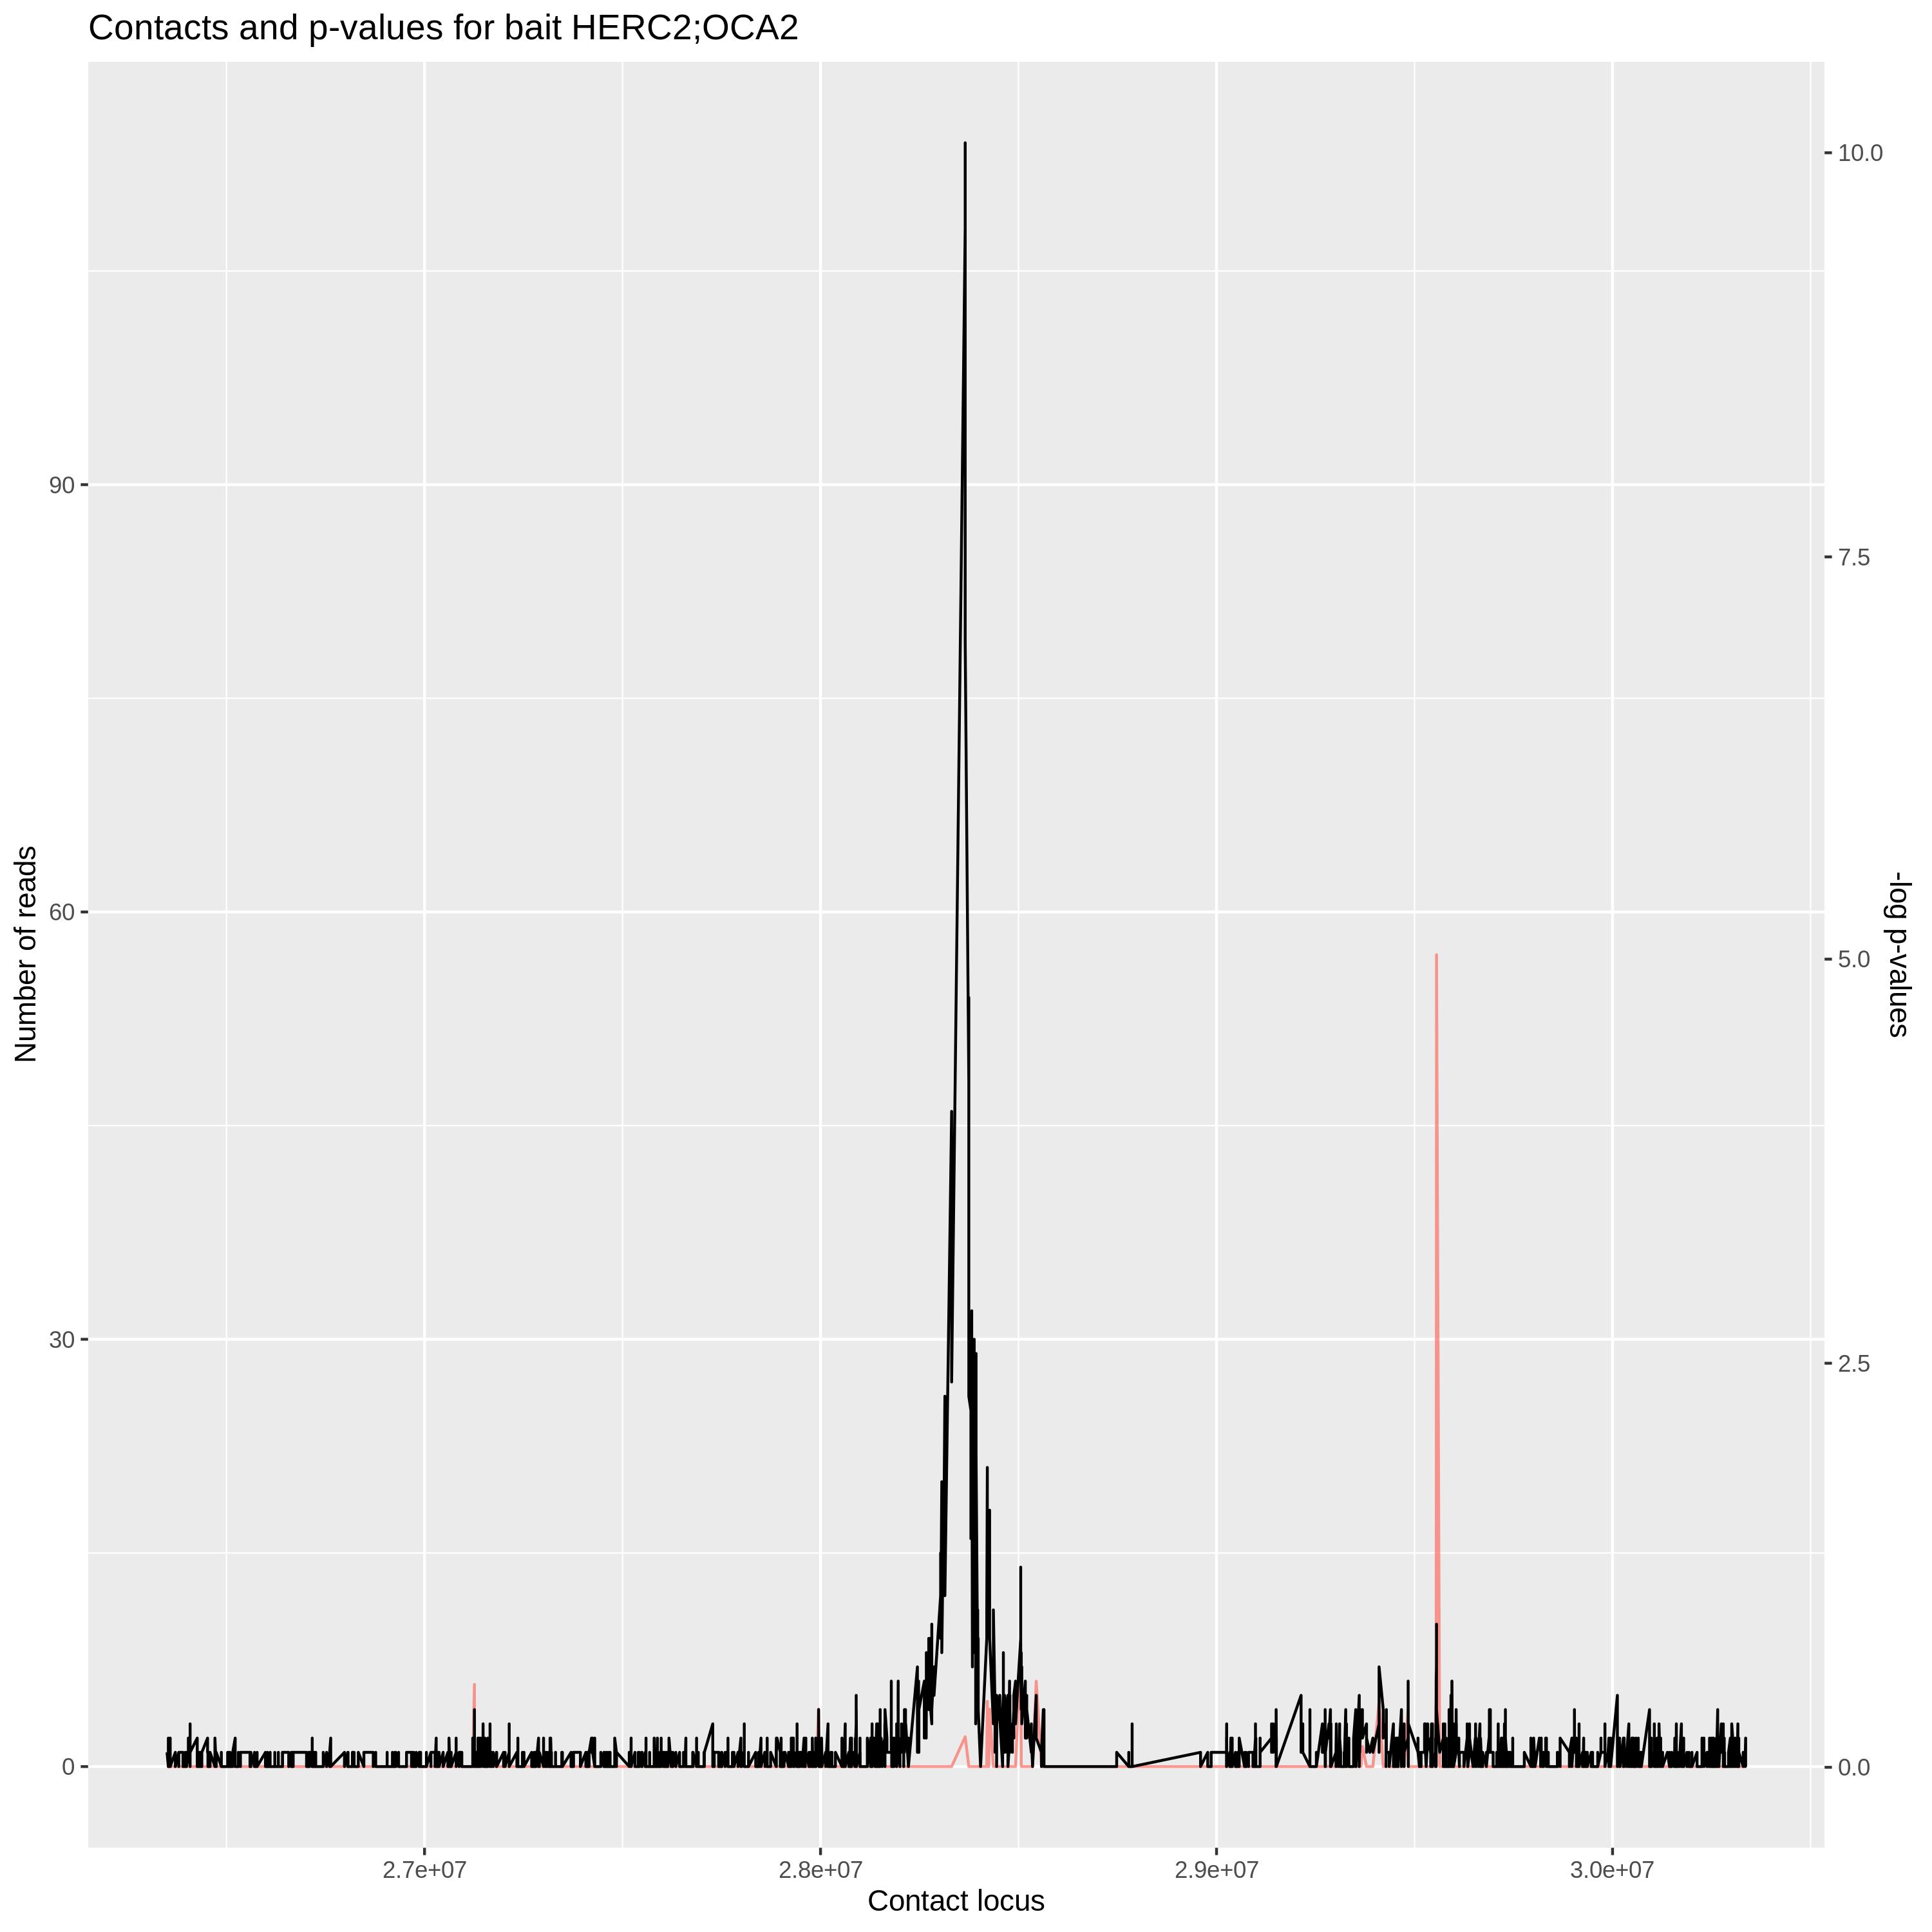 Contacts and p-values for bait HERC2;OCA2
Number of reads
90
60
30
0
10.0
7.5
5.0
2.5
0.0
-log p-values
2.7e+07
2.8e+07
2.9e+07
3.0e+07
Contact locus